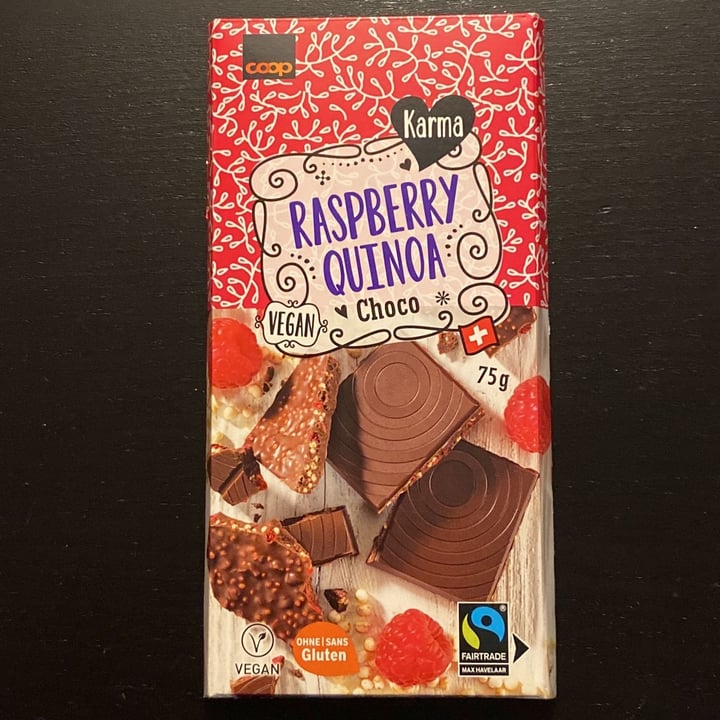 coop
Karma
RASPBERRY
QUINOA
Choco
VEGAN
75g
VEGAN
OHNE|SANS
Gluten
FAIRTRADE
MAX HAVELAAR